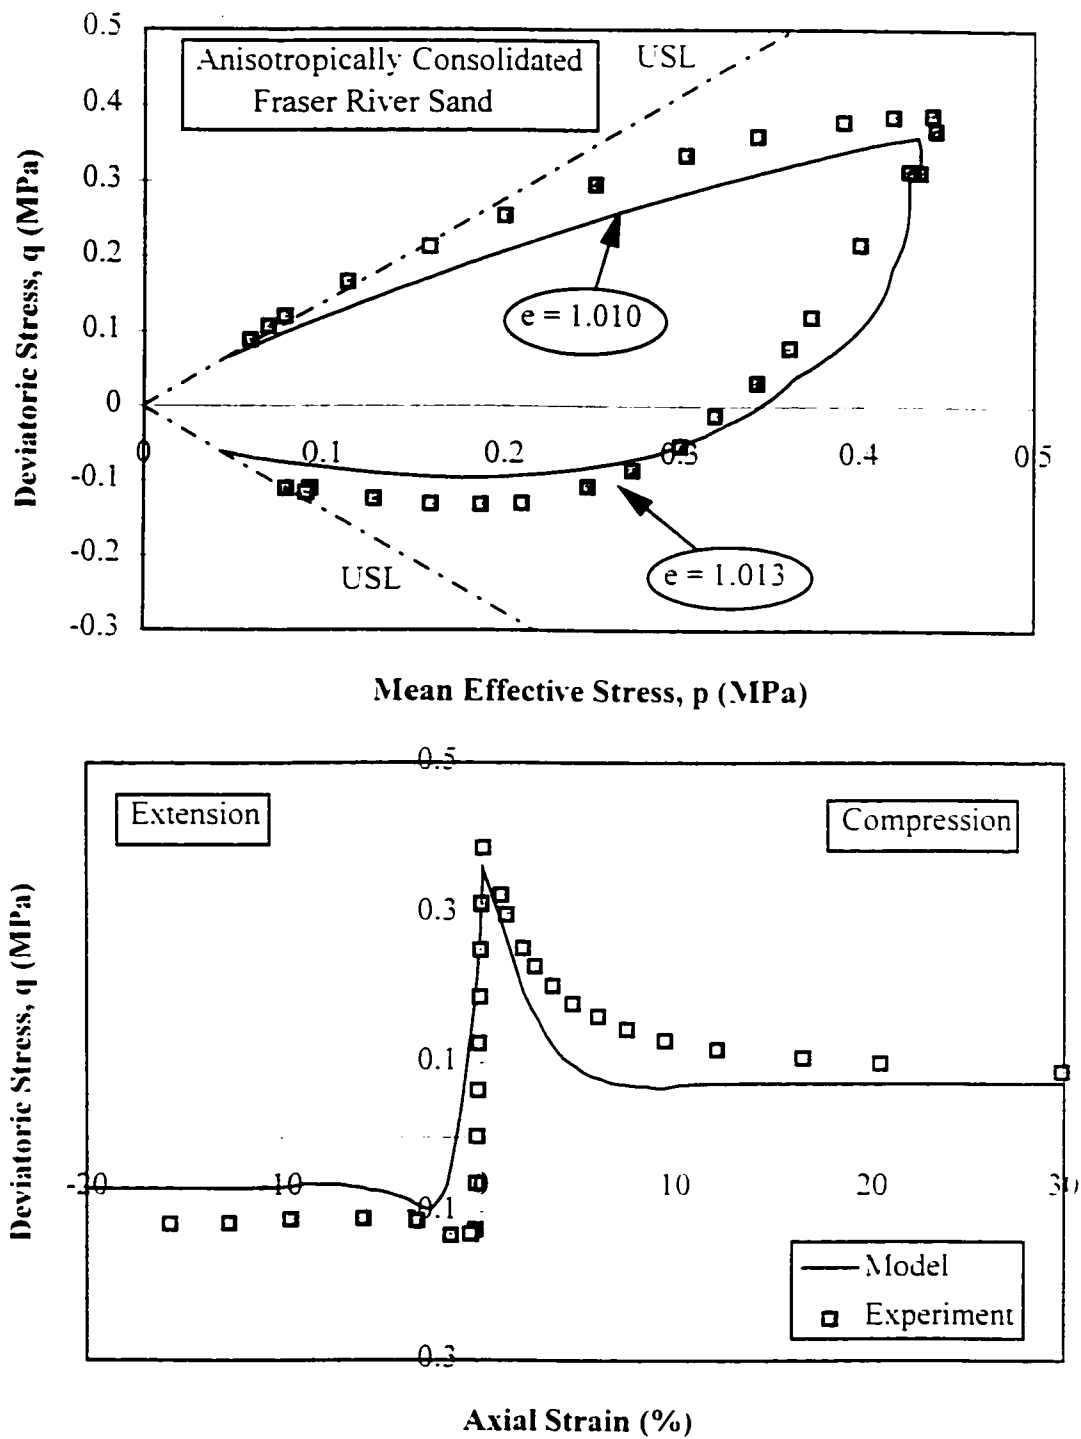 0.5
Anisotropically Consolidated
Fraser River Sand
USL
0.4
0.3
0.2
0.1
0
-0.1
-0.2
-0.3
Deviatoric Stress, q (MPa)
e = 1.010
0 0.1 0.2 0.3 0.4 0.5
e = 1.013
USL
Mean Effective Stress, p (MPa)
0.5
Extension
Compression
0.3
0.1
Deviatoric Stress, q (MPa)
-20 -10 10 20 30
0.1
Model
Experiment
0.3
Axial Strain (%)